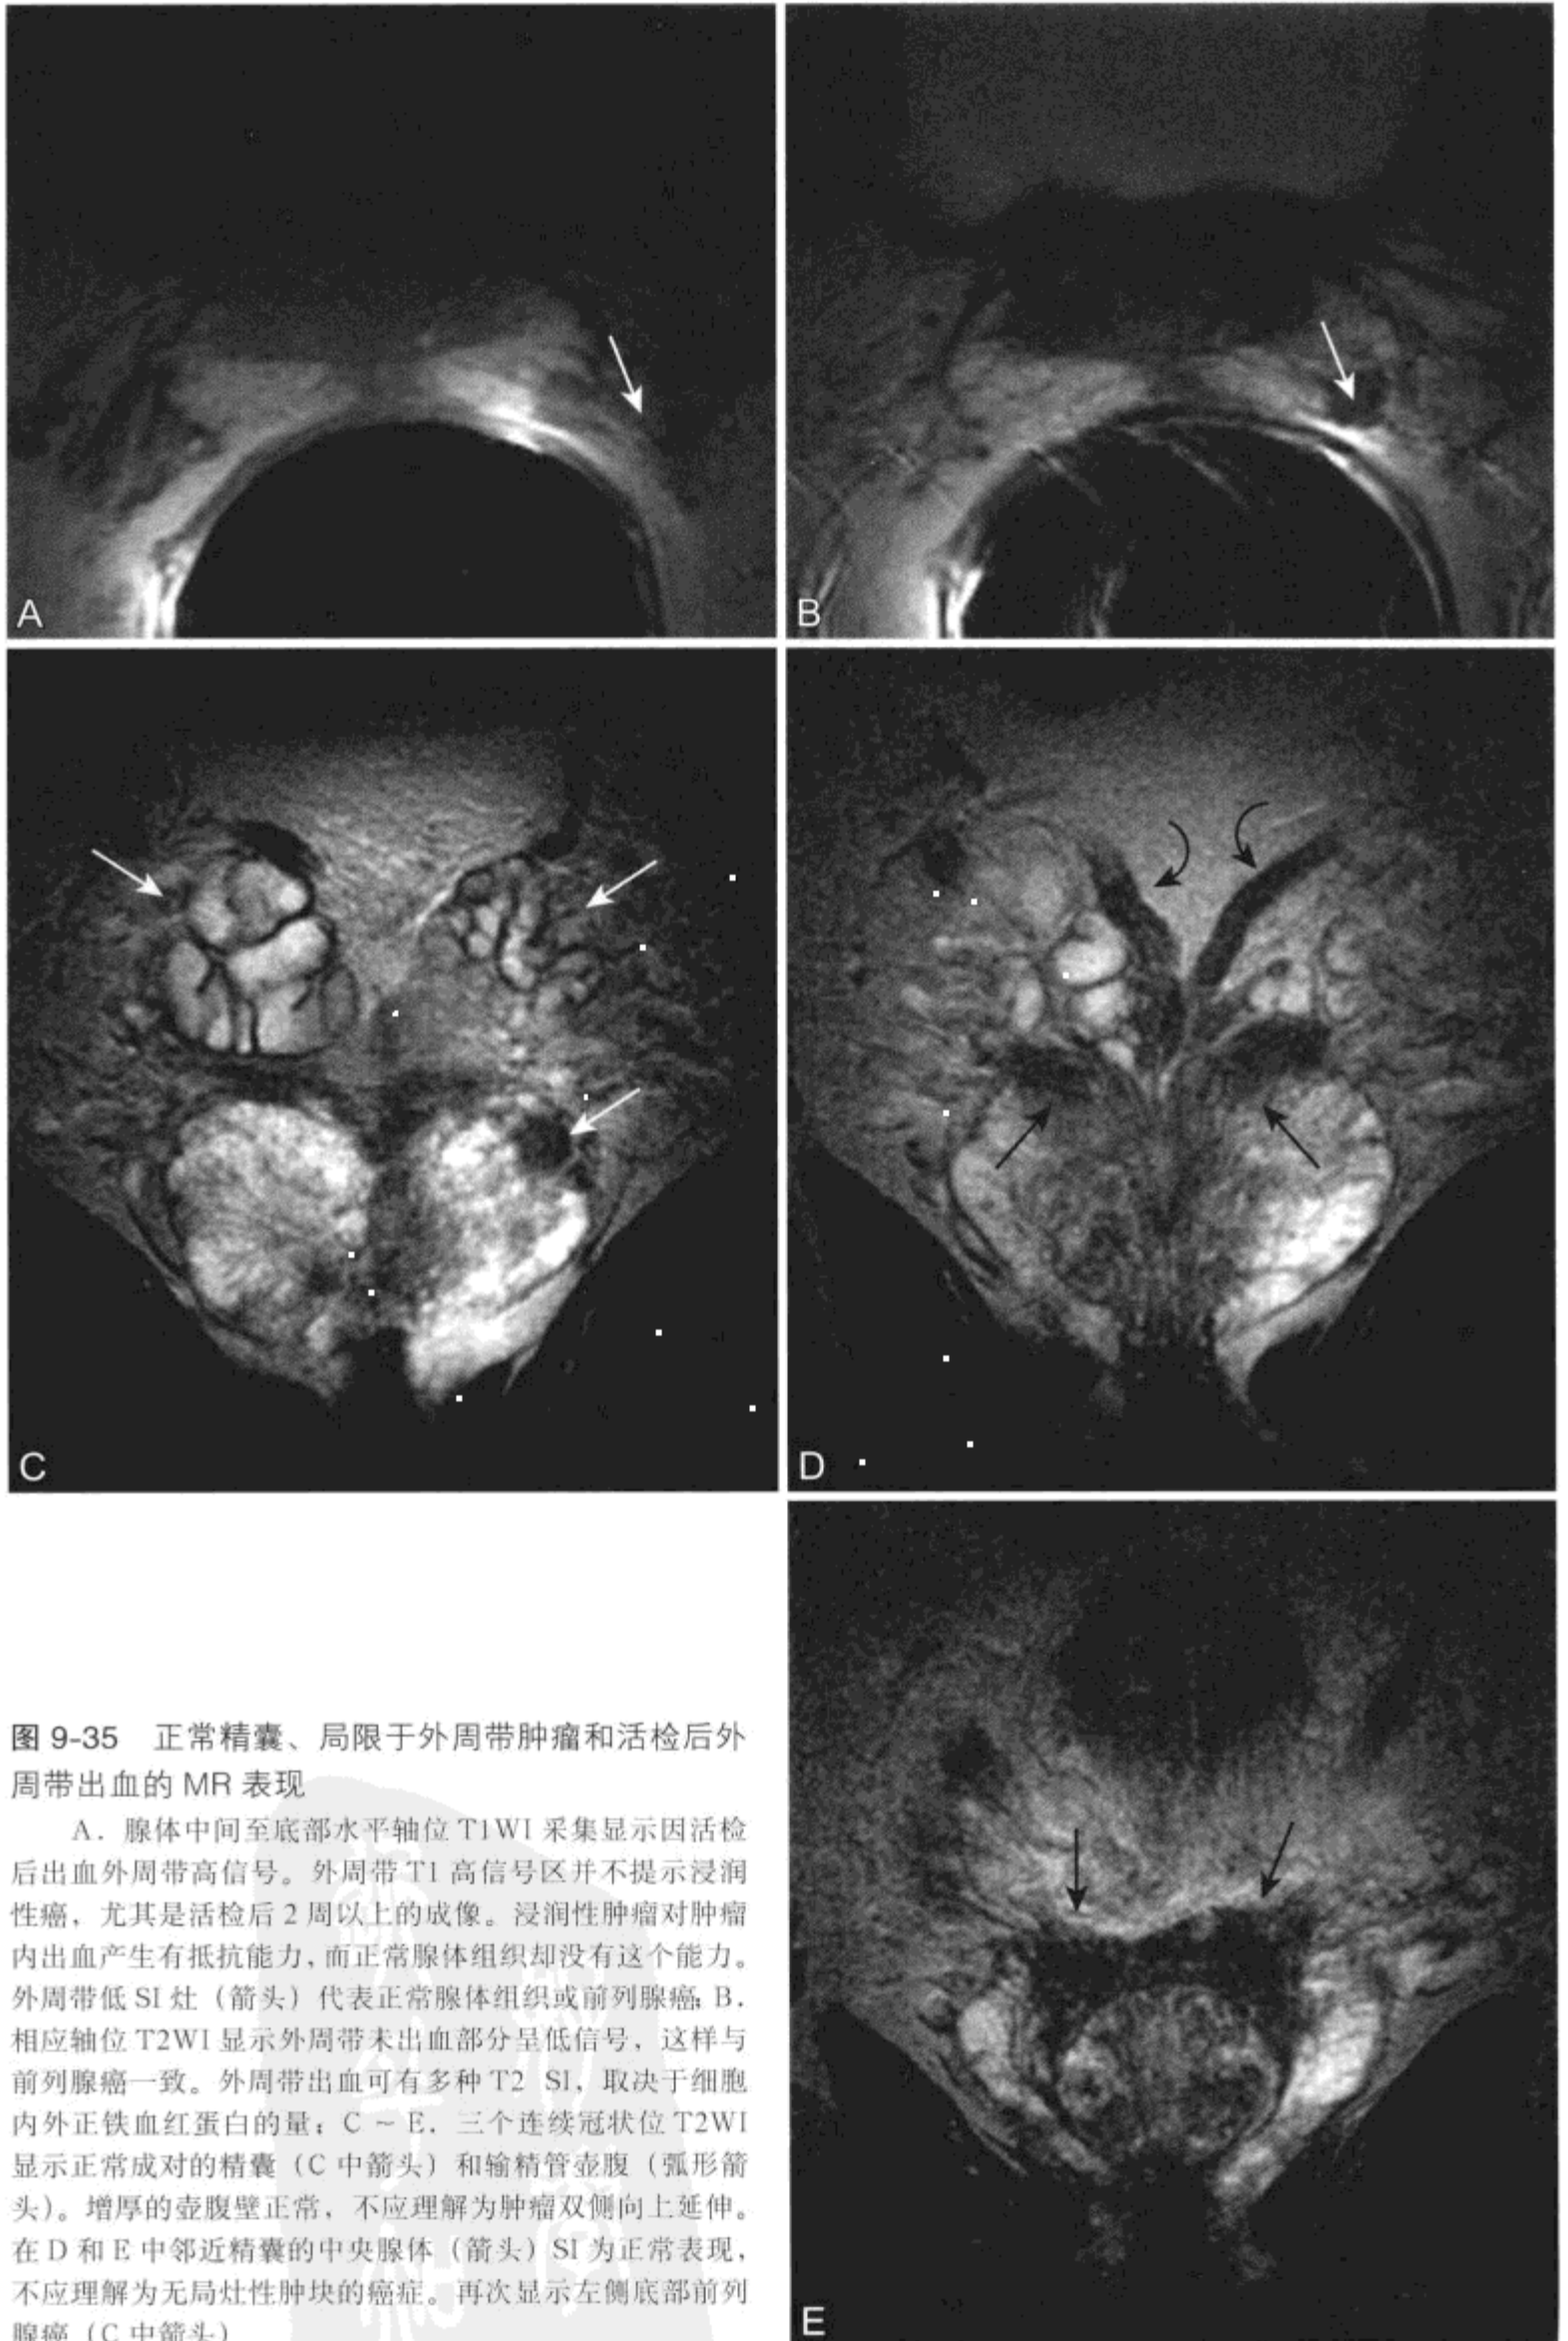 A
B
C
D
E
图 9-35 正常精囊、局限于外周带肿瘤和活检后外
周带出血的 MR 表现
A. 腺体中间至底部水平轴位 T1WI 采集显示因活检
后出血外周带高信号。外周带 T1 高信号区并不提示浸润
性癌，尤其是活检后 2 周以上的成像。浸润性肿瘤对肿瘤
内出血产生有抵抗能力，而正常腺体组织却没有这个能力。
外周带低 SI 灶（箭头）代表正常腺体组织或前列腺癌；B.
相应轴位 T2WI 显示外周带未出血部分呈低信号，这样与
前列腺癌一致。外周带出血可有多种 T2 SI，取决于细胞
内外正铁血红蛋白的量；C ~ E. 三个连续冠状位 T2WI
显示正常成对的精囊（C 中箭头）和输精管壶腹（弧形箭
头）。增厚的壶腹壁正常，不应理解为肿瘤双侧向上延伸。
在 D 和 E 中邻近精囊的中央腺体（箭头）SI 为正常表现，
不应理解为无局灶性肿块的癌症。再次显示左侧底部前列
腺癌（C 中箭头）